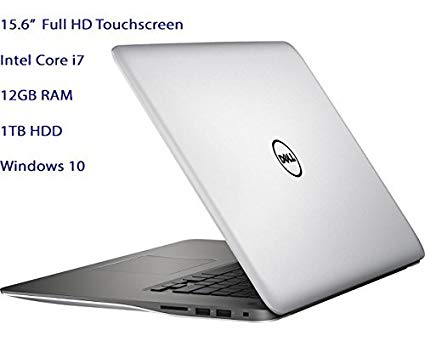 15.6” Full HD Touchscreen
Intel Core i7
12GB RAM
1TB HDD
Windows 10
DELL